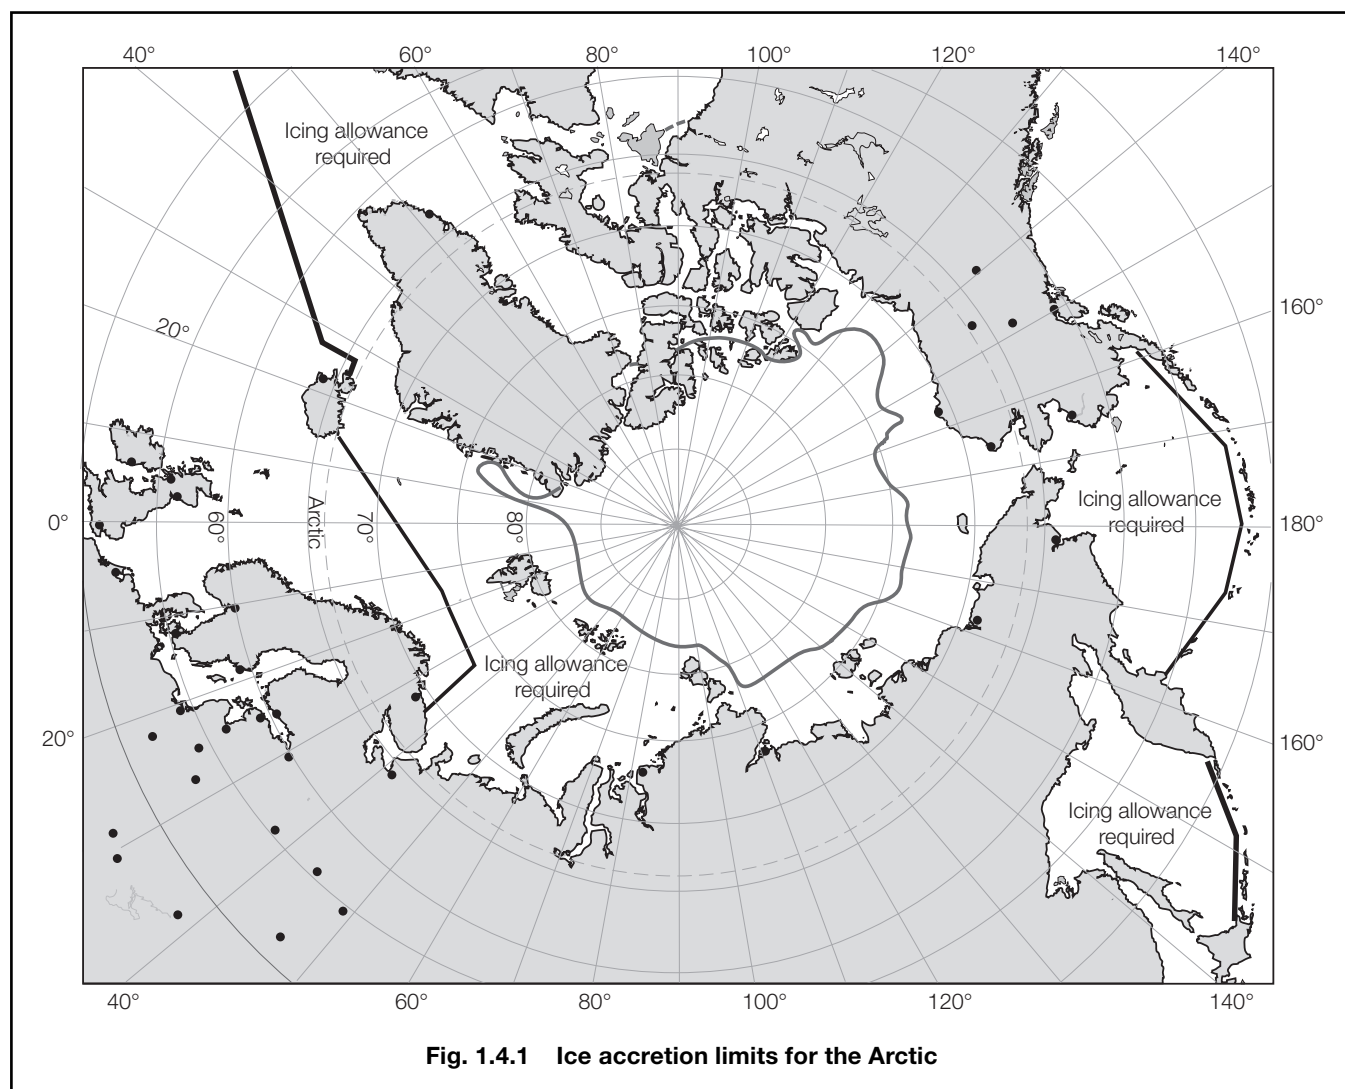 40° 60° 80° 100° 120° 140°
Icing allowance
required
160°
20°
Icing allowance
required
0° 60° Arctic 70° 80° 180°
Icing allowance
required
20° 160°
Icing allowance
required
40° 60° 80° 100° 120° 140°
Fig. 1.4.1 Ice accretion limits for the Arctic